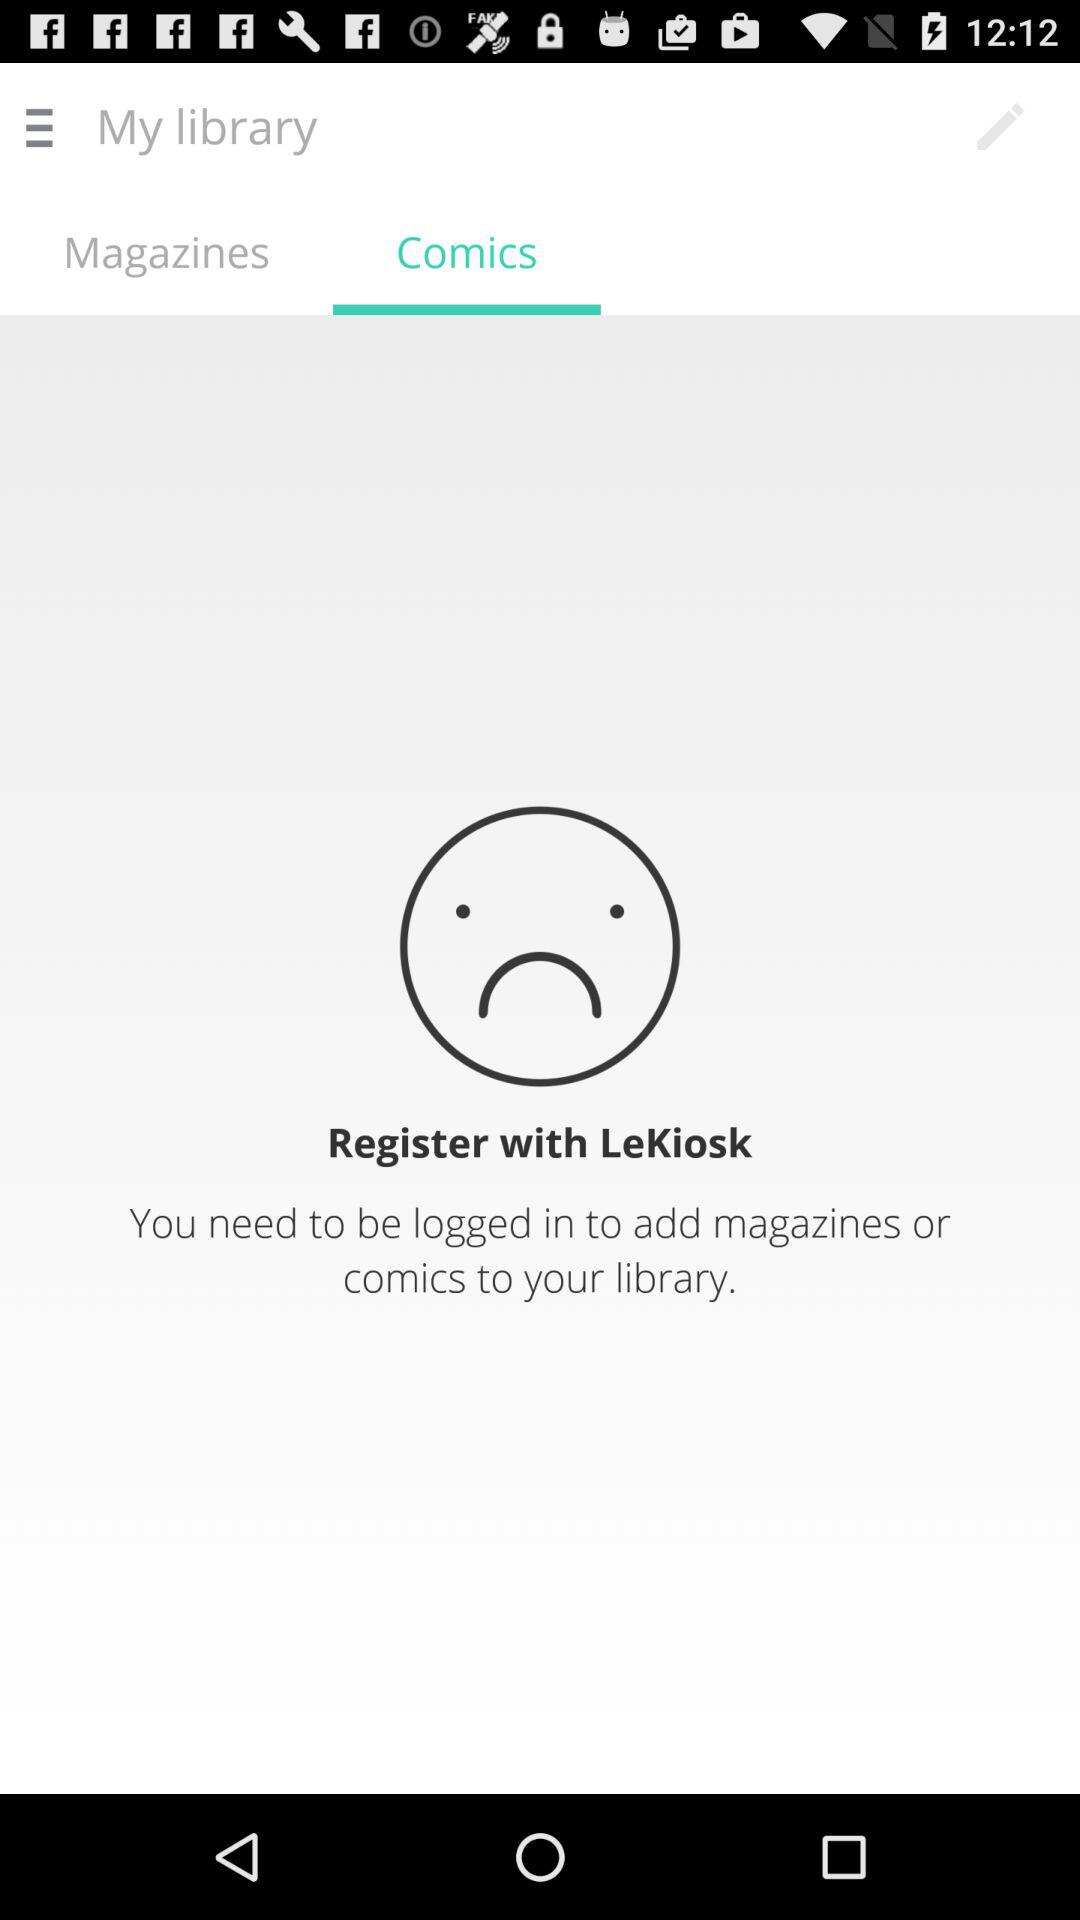 FAKE
12:12
My library
Magazines
Comics
Register with LeKiosk
You need to be logged in to add magazines or
comics to your library.